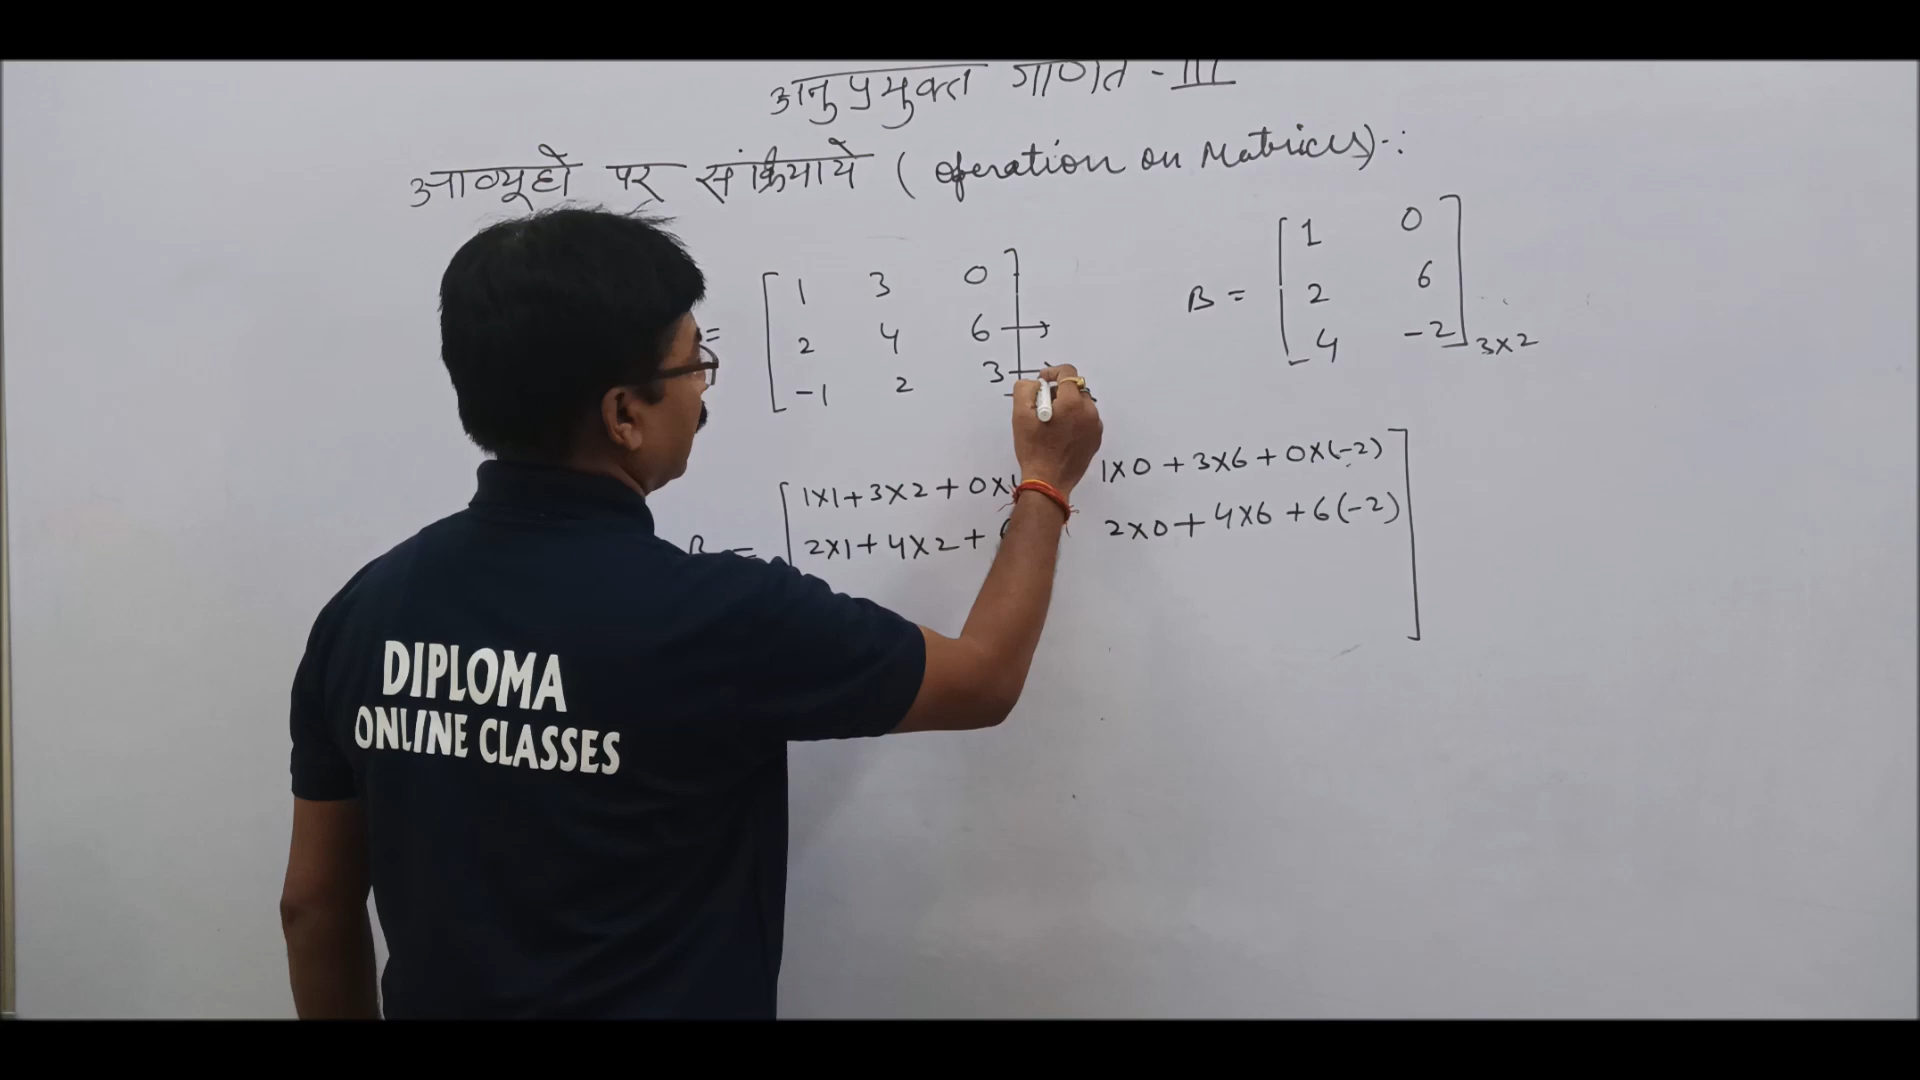 अनुप्रयुक्त गणित - III
आव्यूहों पर संक्रियायें ( Operation on Matrices) -:
= [ 1 3 0 ]
[ 2 4 6 ]
[ -1 2 3 ]
B = [ 1 0 ]
[ 2 6 ]
[ 4 -2 ] 3x2
1x1+3x2+0x 1x0+3x6+0x(-2)
B = 2x1+4x2+ 2x0+4x6+6(-2)
DIPLOMA
ONLINE CLASSES